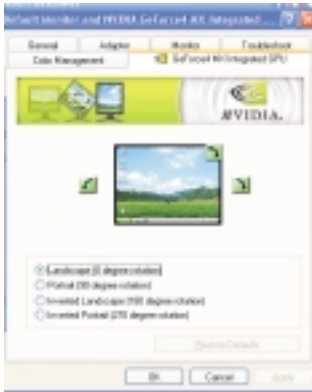 Default Monitor and NVIDIA GeForce4 MX Integrated ...
General Adapter Monitor Troubleshoot
Color Management GeForce4 MX Integrated GPU
NVIDIA.
Landscape (0 degree rotation)
Portrait (90 degree rotation)
Inverted Landscape (180 degree rotation)
Inverted Portrait (270 degree rotation)
Restore Defaults
OK Cancel Apply